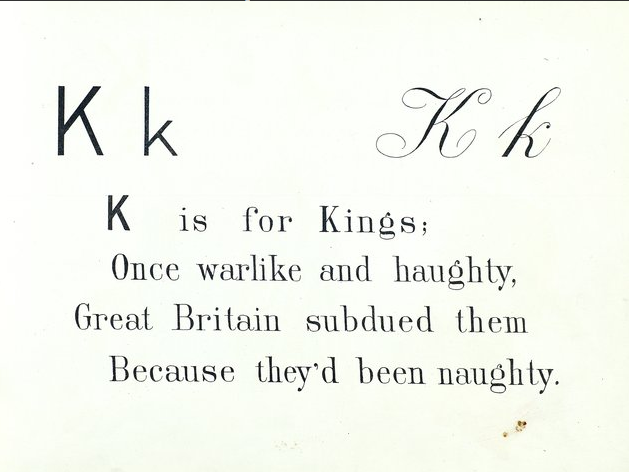 K k K k
K is for Kings;
Once warlike and haughty,
Great Britain subdued them
Because they'd been naughty.